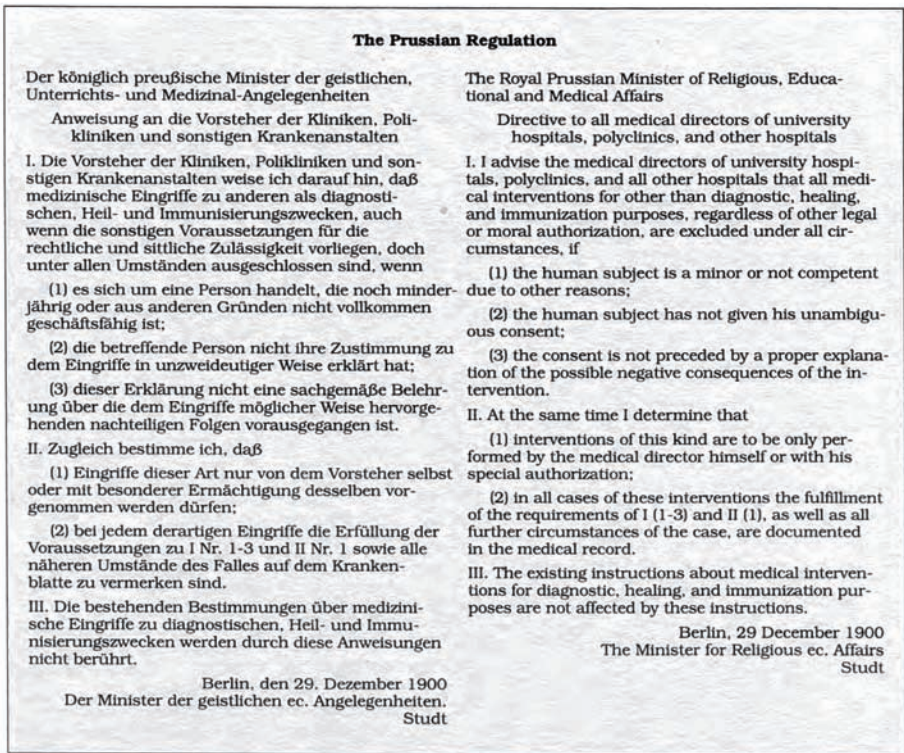 The Prussian Regulation
Der königlich preußische Minister der geistlichen,
Unterrichts- und Medizinal-Angelegenheiten
Anweisung an die Vorsteher der Kliniken, Poli-
kliniken und sonstigen Krankenanstalten
I. Die Vorsteher der Kliniken, Polikliniken und son-
stigen Krankenanstalten weise ich darauf hin, daß
medizinische Eingriffe zu anderen als diagnosti-
schen, Heil- und Immunisierungszwecken, auch
wenn die sonstigen Voraussetzungen für die
rechtliche und sittliche Zulässigkeit vorliegen, doch
unter allen Umständen ausgeschlossen sind, wenn
(1) es sich um eine Person handelt, die noch minder-
jährig oder aus anderen Gründen nicht vollkommen
geschäftsfähig ist;
(2) die betreffende Person nicht ihre Zustimmung zu
dem Eingriffe in unzweideutiger Weise erklärt hat;
(3) dieser Erklärung nicht eine sachgemäße Belehr-
ung über die dem Eingriffe möglicher Weise hervorge-
henden nachteiligen Folgen vorausgegangen ist.
II. Zugleich bestimme ich, daß
(1) Eingriffe dieser Art nur von dem Vorsteher selbst
oder mit besonderer Ermächtigung desselben vor-
genommen werden dürfen;
(2) bei jedem derartigen Eingriffe die Erfüllung der
Voraussetzungen zu I Nr. 1-3 und II Nr. 1 sowie alle
näheren Umstände des Falles auf dem Kranken-
blatte zu vermerken sind.
III. Die bestehenden Bestimmungen über medizini-
sche Eingriffe zu diagnostischen, Heil- und Immu-
nisierungszwecken werden durch diese Anweisungen
nicht berührt.
Berlin, den 29. Dezember 1900
Der Minister der geistlichen ec. Angelegenheiten.
Studt
The Royal Prussian Minister of Religious, Educa-
tional and Medical Affairs
Directive to all medical directors of university
hospitals, polyclinics, and other hospitals
I. I advise the medical directors of university hospi-
tals, polyclinics, and all other hospitals that all medi-
cal interventions for other than diagnostic, healing,
and immunization purposes, regardless of other legal
or moral authorization, are excluded under all cir-
cumstances, if
(1) the human subject is a minor or not competent
due to other reasons;
(2) the human subject has not given his unambigu-
ous consent;
(3) the consent is not preceded by a proper explana-
tion of the possible negative consequences of the in-
tervention.
II. At the same time I determine that
(1) interventions of this kind are to be only per-
formed by the medical director himself or with his
special authorization;
(2) in all cases of these interventions the fulfillment
of the requirements of I (1-3) and II (1), as well as all
further circumstances of the case, are documented
in the medical record.
III. The existing instructions about medical interven-
tions for diagnostic, healing, and immunization pur-
poses are not affected by these instructions.
Berlin, 29 December 1900
The Minister for Religious ec. Affairs
Studt